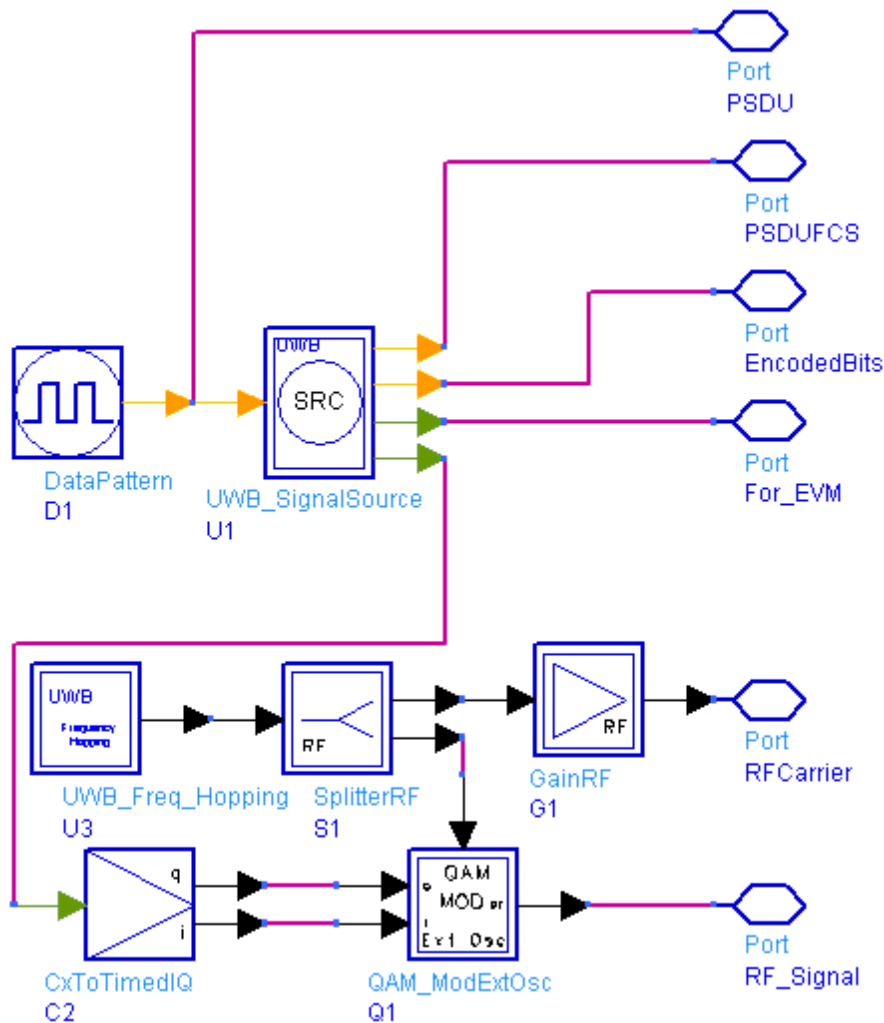 Port
PSDU
Port
PSDUFCS
Port
EncodedBits
UWB
SRC
Port
For_EVM
DataPattern
D1
UWB_SignalSource
U1
UWB
Frequency
Hopping
RF
RF
Port
RFCarrier
UWB_Freq_Hopping
U3
SplitterRF
S1
GainRF
G1
q
i
QAM
MOD
Ext Osc
Port
RF_Signal
CxToTimedIQ
C2
QAM_ModExtOsc
Q1